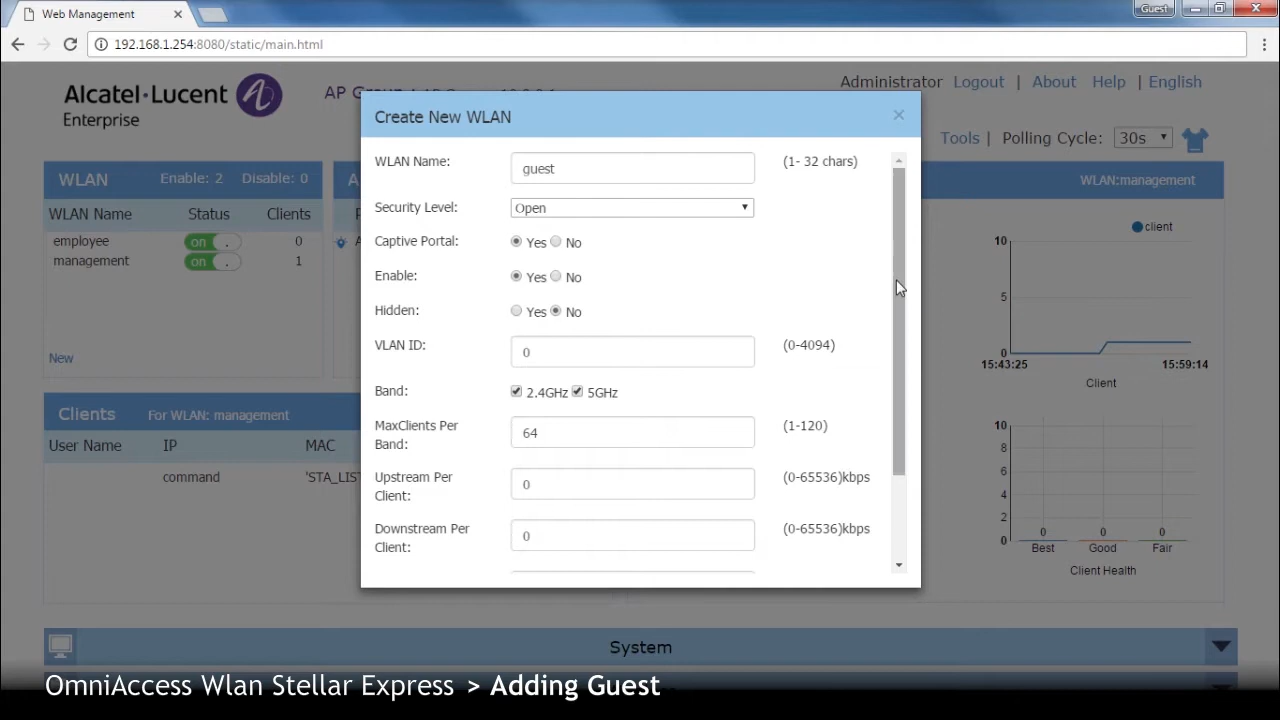 Web Management
Guest
192.168.1.254:8080/static/main.html
Alcatel·Lucent
Enterprise
AP Group
Administrator Logout | About | Help | English
Tools | Polling Cycle: 30s
WLAN Enable: 2 Disable: 0
WLAN Name Status Clients
employee on 0
management on 1
New
WLAN:management
client
10
5
0
15:43:25 15:59:14
Client
Clients For WLAN: management
User Name IP MAC
command 'STA_LIS
10
8
6
4
2
0
0 0 0
Best Good Fair
Client Health
Create New WLAN
WLAN Name: guest (1- 32 chars)
Security Level: Open
Captive Portal: Yes No
Enable: Yes No
Hidden: Yes No
VLAN ID: 0 (0-4094)
Band: 2.4GHz 5GHz
MaxClients Per
Band: 64 (1-120)
Upstream Per
Client: 0 (0-65536)kbps
Downstream Per
Client: 0 (0-65536)kbps
System
OmniAccess Wlan Stellar Express > Adding Guest